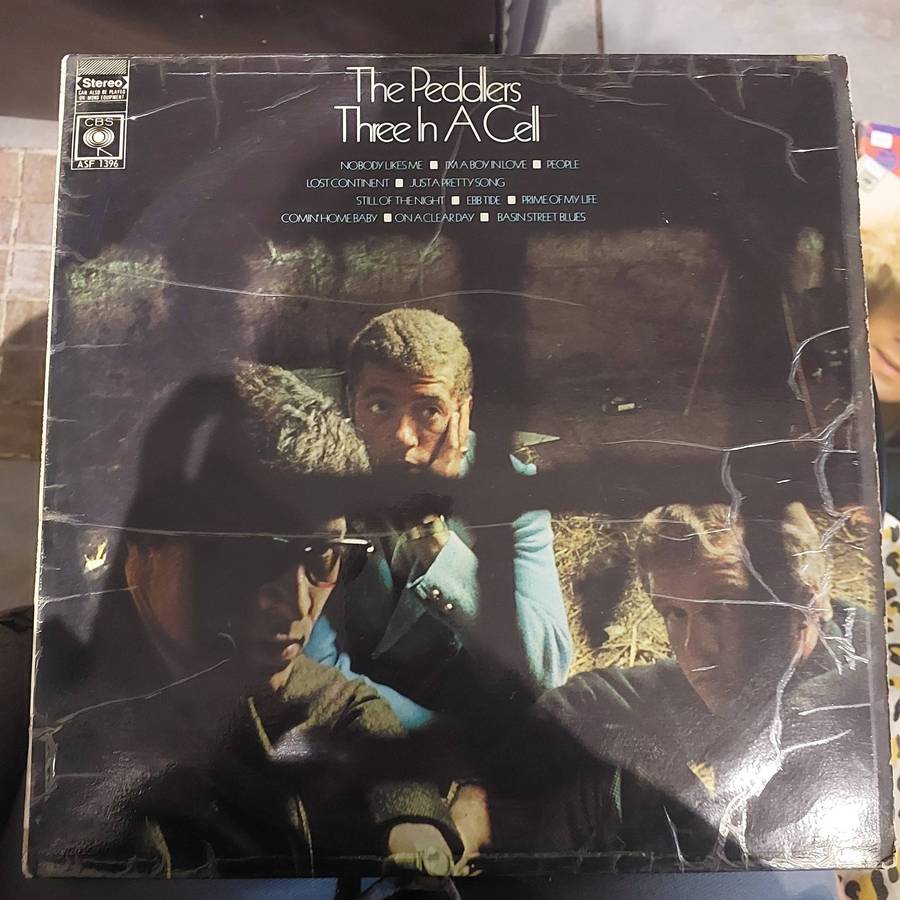 Stereo
CAN ALSO BE PLAYED
ON MONO EQUIPMENT
CBS
ASF 1396
The Peddlers
Three In A Cell
NOBODY LIKES ME ■ I'M A BOY IN LOVE ■ PEOPLE
LOST CONTINENT ■ JUST A PRETTY SONG
STILL OF THE NIGHT ■ EBB TIDE ■ PRIME OF MY LIFE
COMIN' HOME BABY ■ ON A CLEAR DAY ■ BASIN STREET BLUES